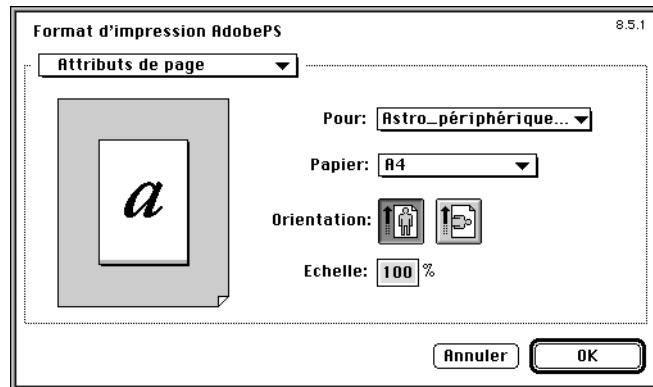 Format d'impression AdobePS
8.5.1
Attributs de page
a
Pour: Astro_périphérique...
Papier: A4
Orientation:
Echelle: 100 %
Annuler
OK